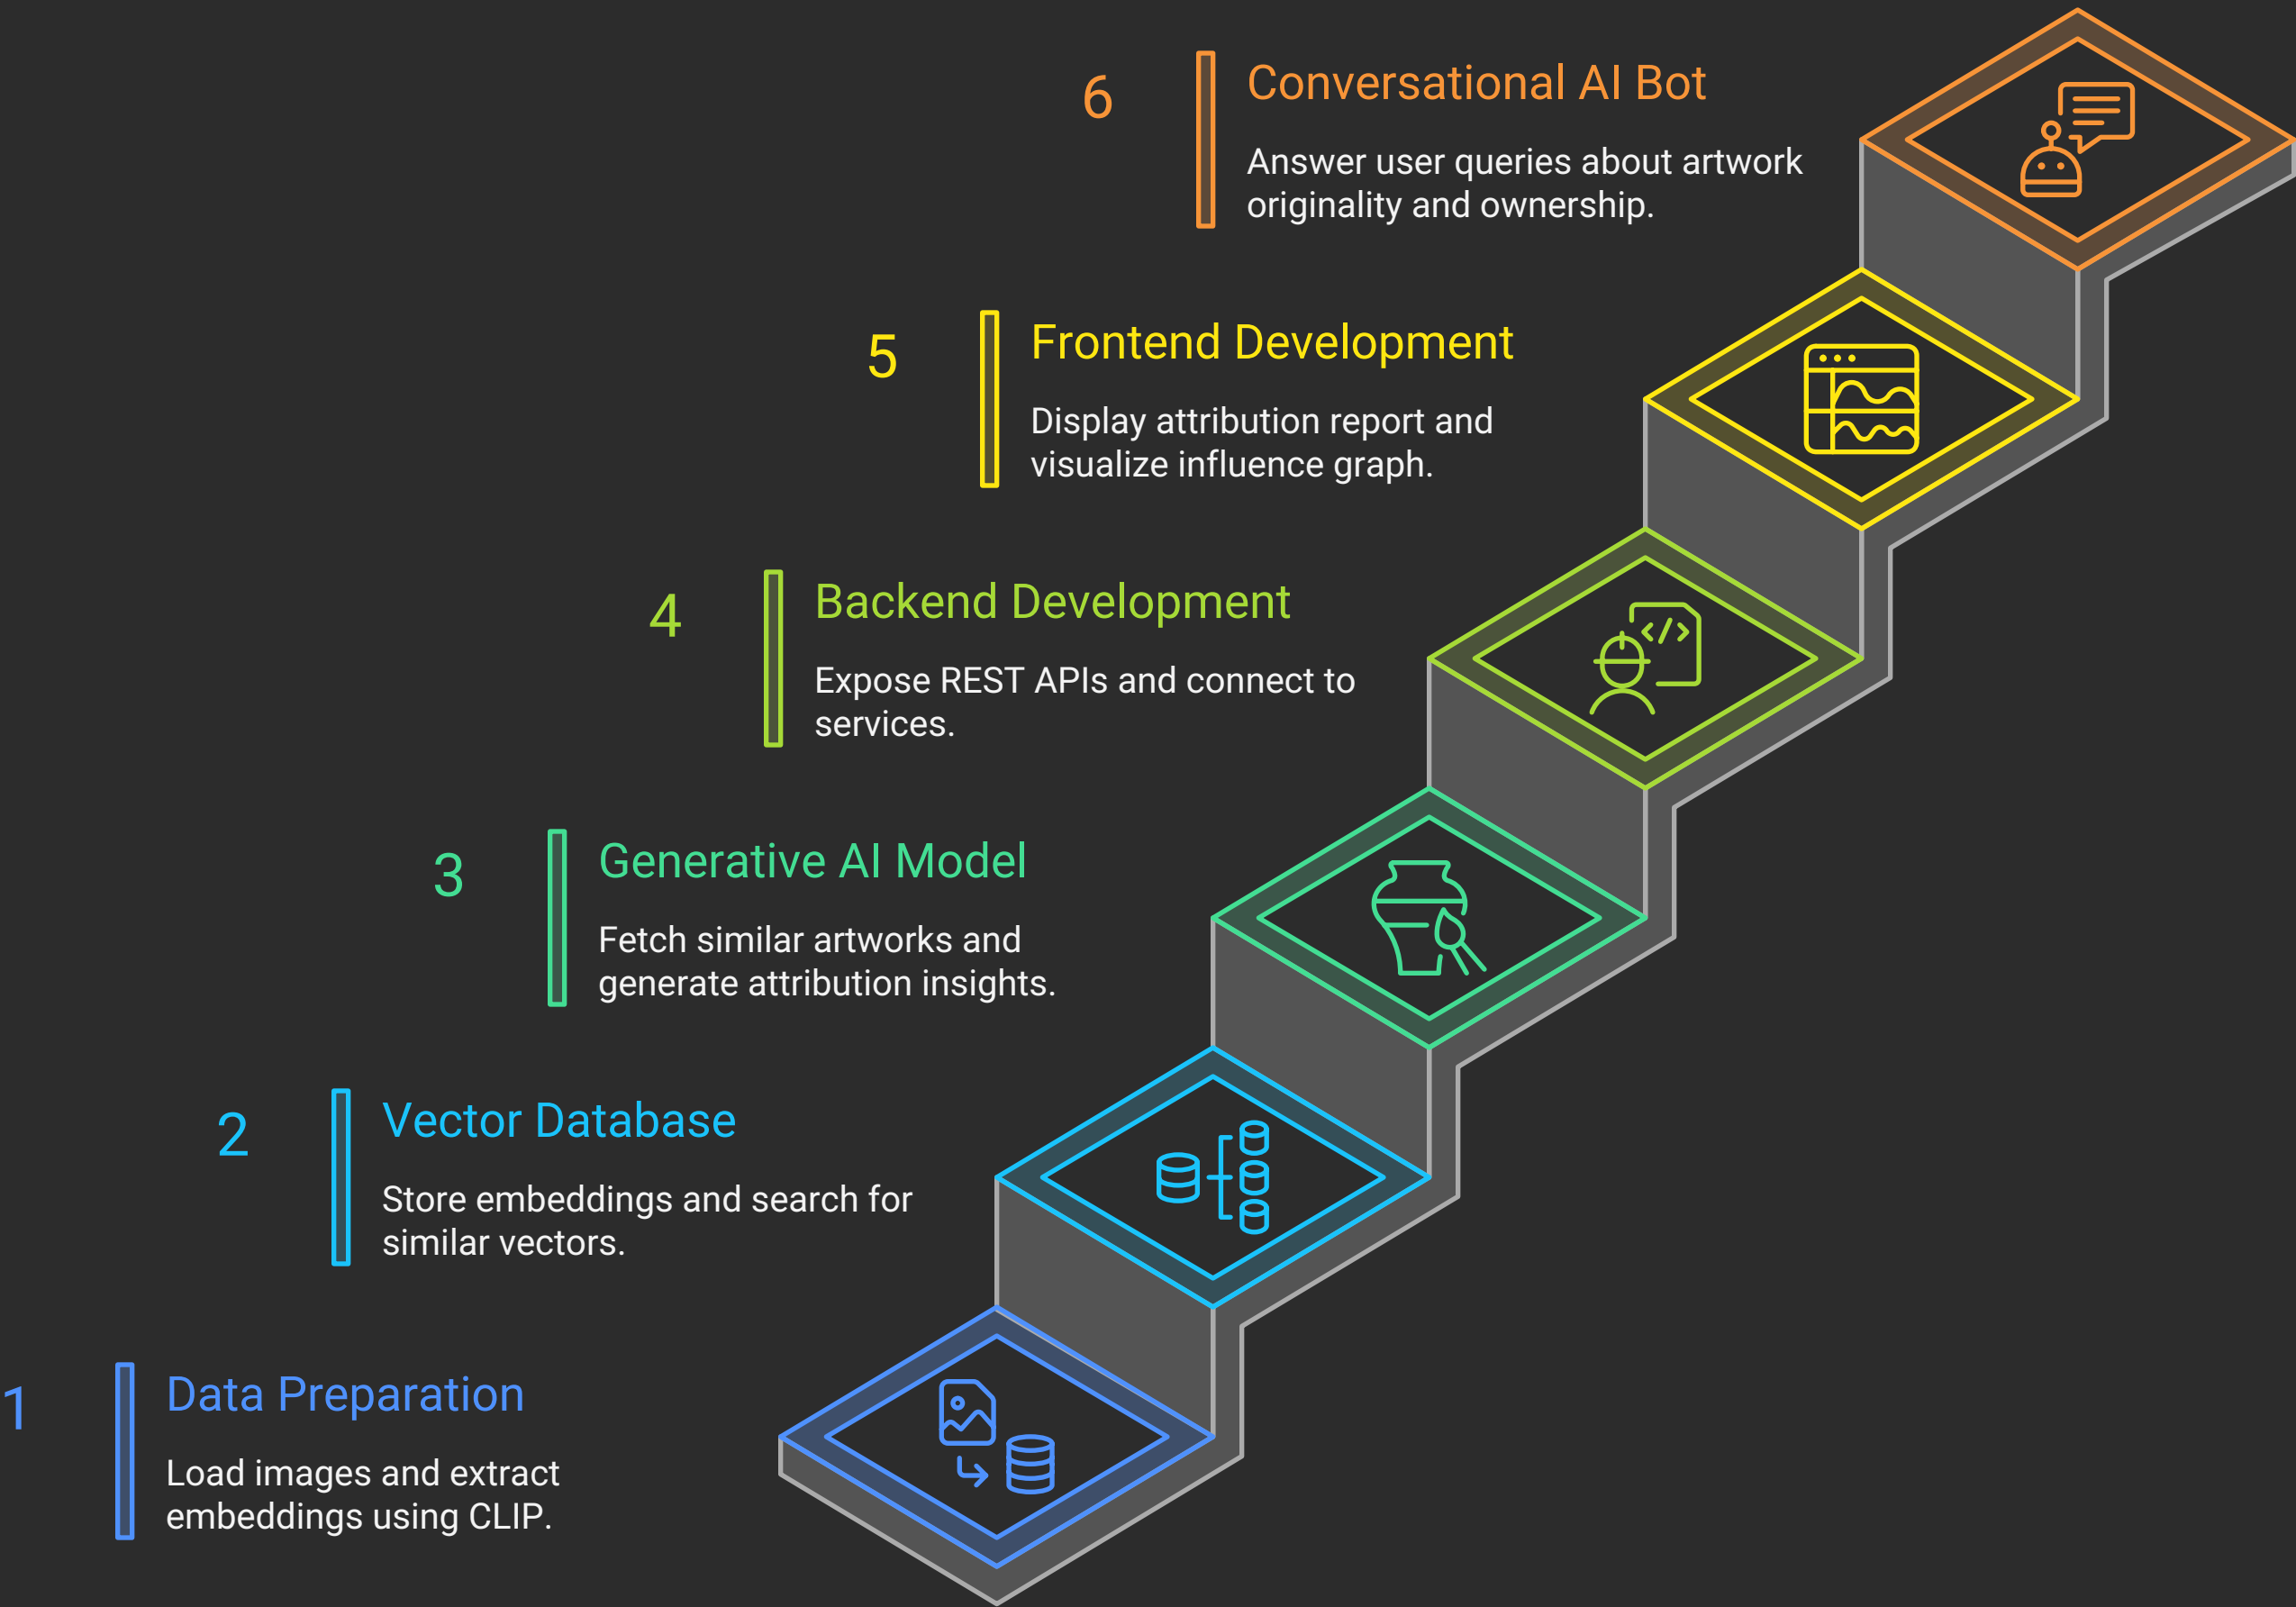 6
Conversational AI Bot
Answer user queries about artwork
originality and ownership.
5
Frontend Development
Display attribution report and
visualize influence graph.
4
Backend Development
Expose REST APIs and connect to
services.
3
Generative AI Model
Fetch similar artworks and
generate attribution insights.
2
Vector Database
Store embeddings and search for
similar vectors.
1
Data Preparation
Load images and extract
embeddings using CLIP.